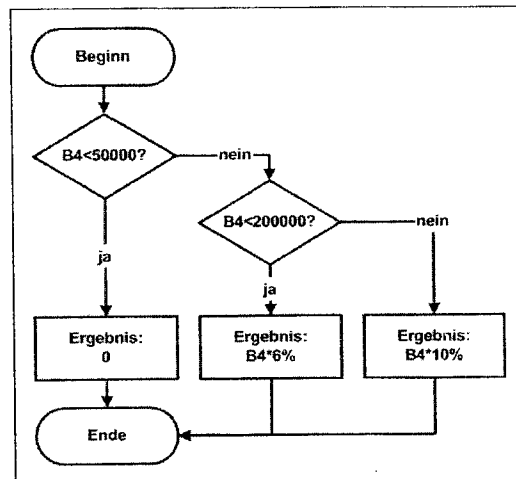 Beginn
B4<50000?
nein
B4<200000?
nein
ja
ja
Ergebnis:
0
Ergebnis:
B4*6%
Ergebnis:
B4*10%
Ende